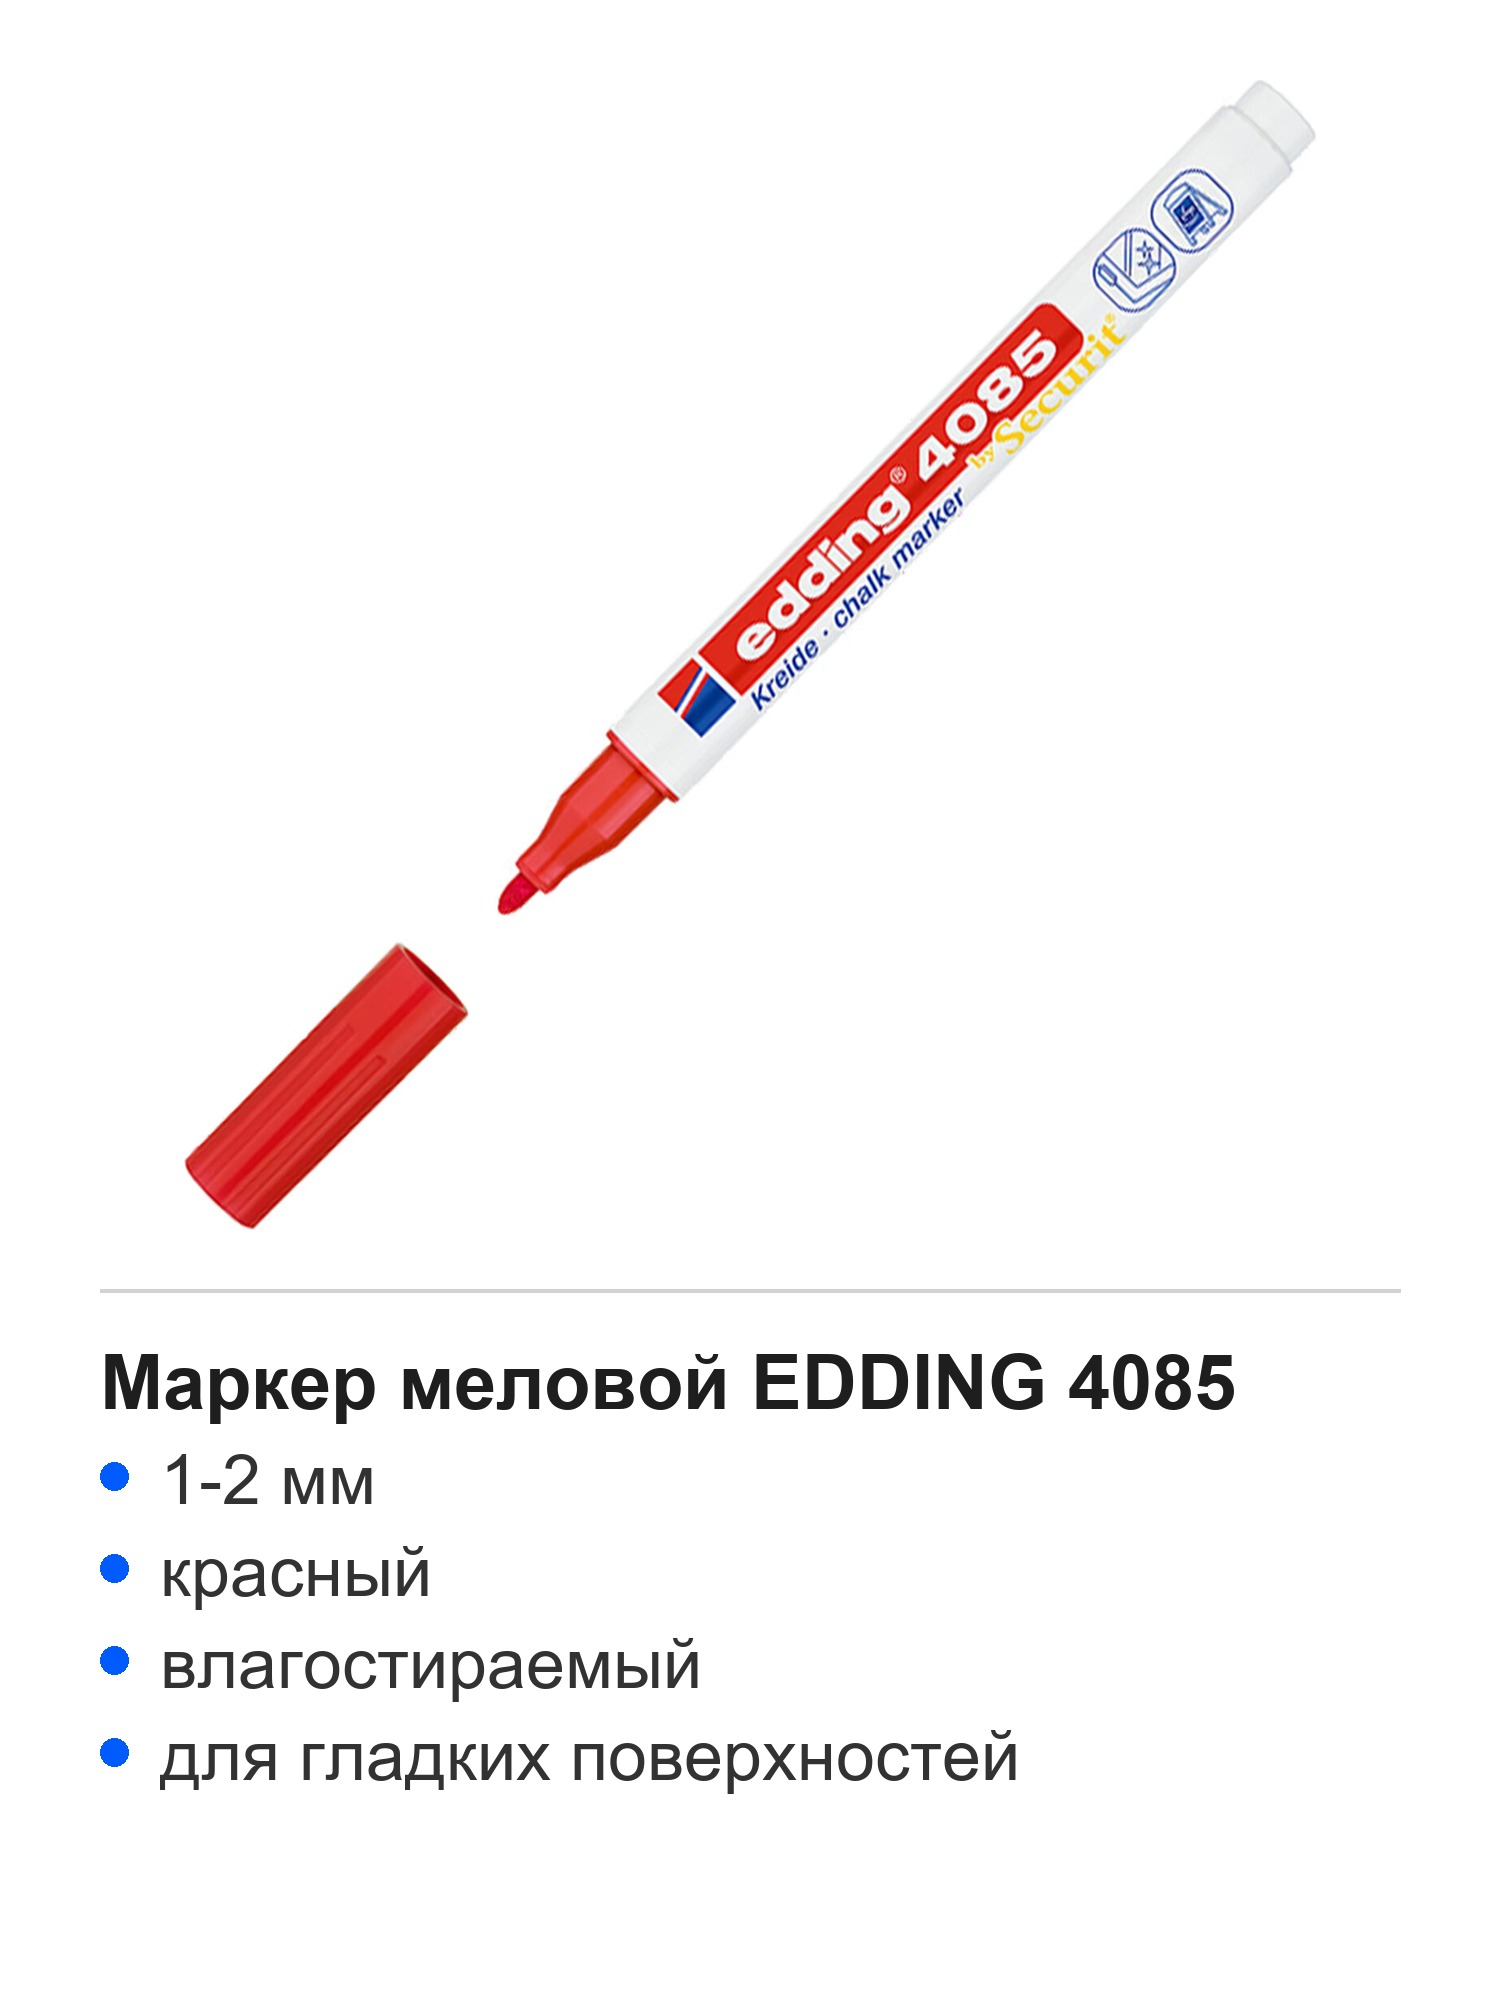 edding® 4085
by Securit®
Kreide · chalk marker
Маркер меловой EDDING 4085
1-2 мм
красный
влагостираемый
для гладких поверхностей